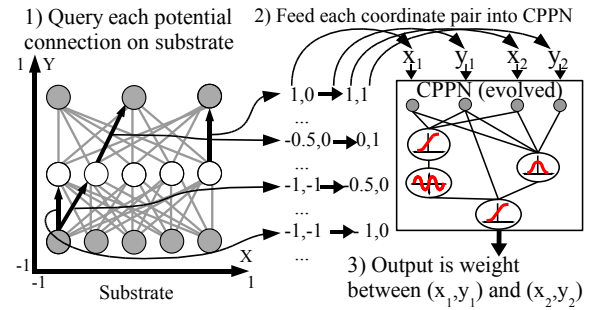 1) Query each potential
connection on substrate
2) Feed each coordinate pair into CPPN
x1 y1 x2 y2
CPPN (evolved)
1 Y
1,0 1,1
...
-0.5,0 0,1
...
-1,-1 -0.5,0
...
-1,-1 - 1,0
...
X
-1
-1 1
Substrate
3) Output is weight
between (x1,y1) and (x2,y2)